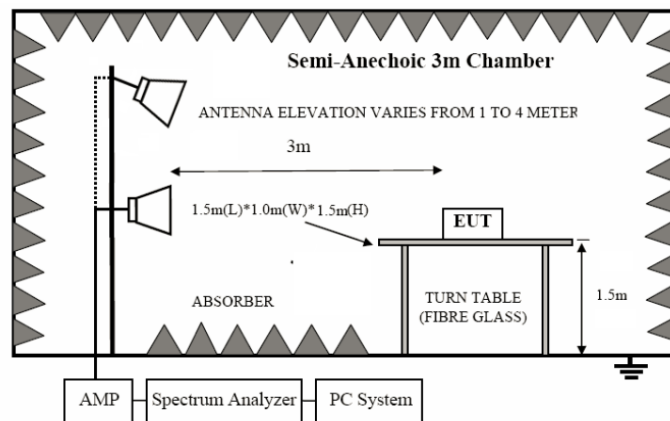 Semi-Anechoic 3m Chamber
ANTENNA ELEVATION VARIES FROM 1 TO 4 METER
3m
1.5m(L)*1.0m(W)*1.5m(H)
EUT
ABSORBER
TURN TABLE
(FIBRE GLASS)
1.5m
AMP
Spectrum Analyzer
PC System